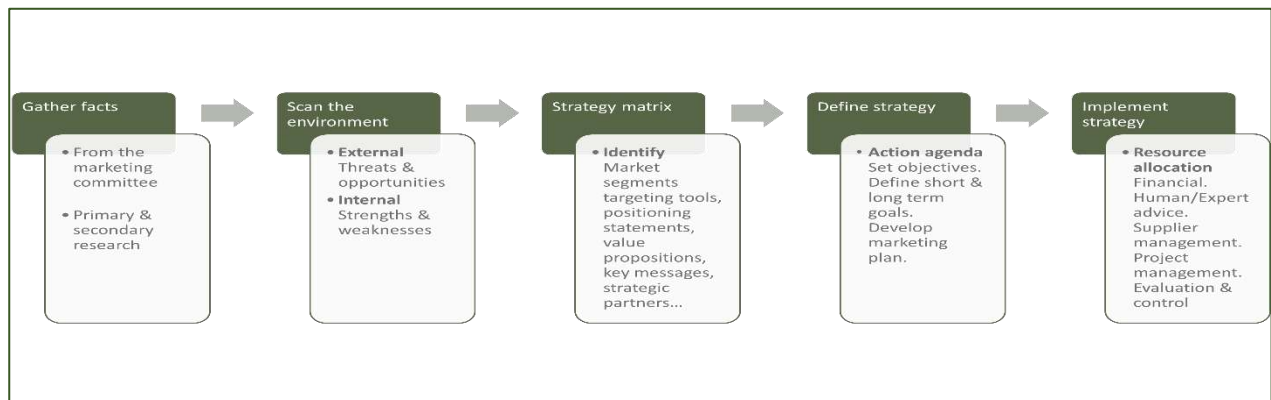 Gather facts
• From the
marketing
committee
• Primary &
secondary
research
Scan the
environment
• External
Threats &
opportunities
• Internal
Strengths &
weaknesses
Strategy matrix
• Identify
Market
segments
targeting tools,
positioning
statements,
value
propositions,
key messages,
strategic
partners...
Define strategy
• Action agenda
Set objectives.
Define short &
long term
goals.
Develop
marketing
plan.
Implement
strategy
• Resource
allocation
Financial.
Human/Expert
advice.
Supplier
management.
Project
management.
Evaluation &
control